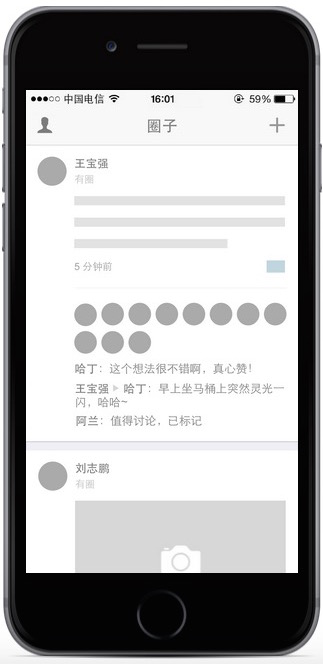 中国电信
16:01
59%
圈子
王宝强
有圈
5 分钟前
哈丁：这个想法很不错啊，真心赞！
王宝强 ▶ 哈丁：早上坐马桶上突然灵光一
闪，哈哈~
阿兰：值得讨论，已标记
刘志鹏
有圈